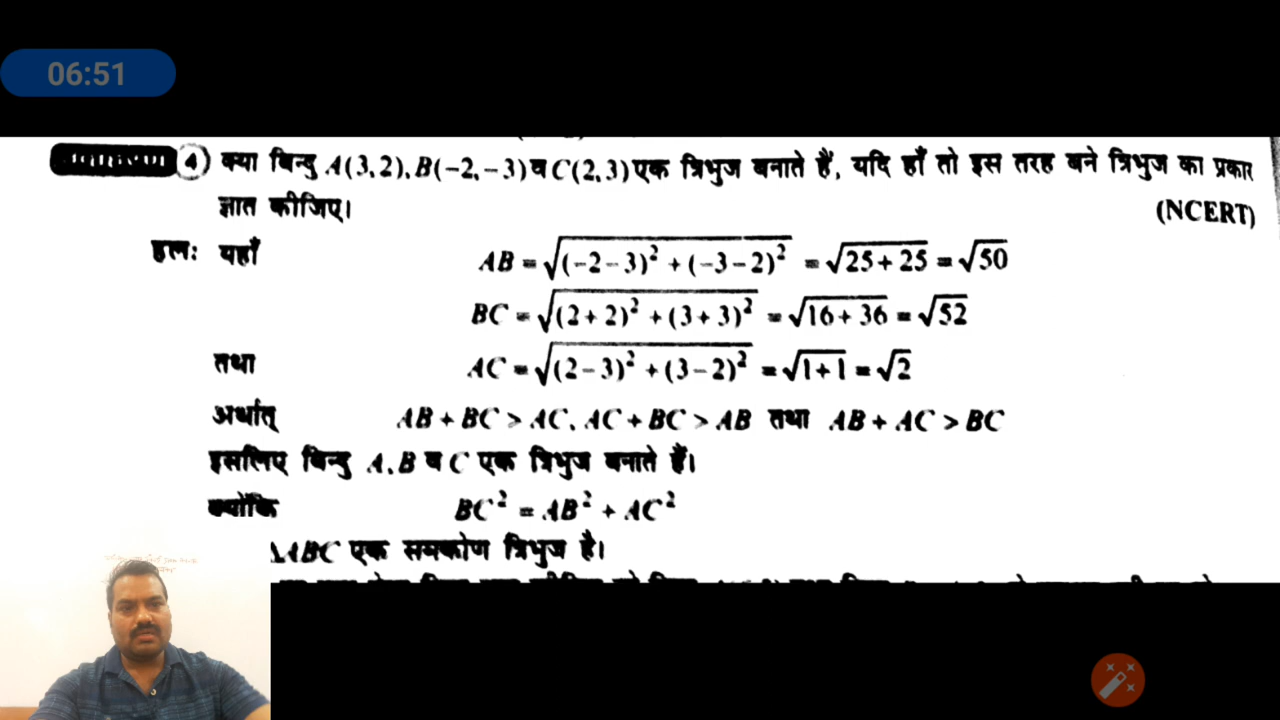 06:51
4 क्या बिन्दु A(3,2), B(−2,−3) व C(2,3) एक त्रिभुज बनाते हैं, यदि हाँ तो इस तरह बने त्रिभुज का प्रकार
ज्ञात कीजिए। (NCERT)
हल: यहाँ AB = √((−2−3)² + (−3−2)²) = √(25+25) = √50
BC = √((2+2)² + (3+3)²) = √(16+36) = √52
तथा AC = √((2−3)² + (3−2)²) = √(1+1) = √2
अर्थात् AB + BC > AC, AC + BC > AB तथा AB + AC > BC
इसलिए बिन्दु A, B व C एक त्रिभुज बनाते हैं।
क्योंकि BC² = AB² + AC²
ABC एक समकोण त्रिभुज है।